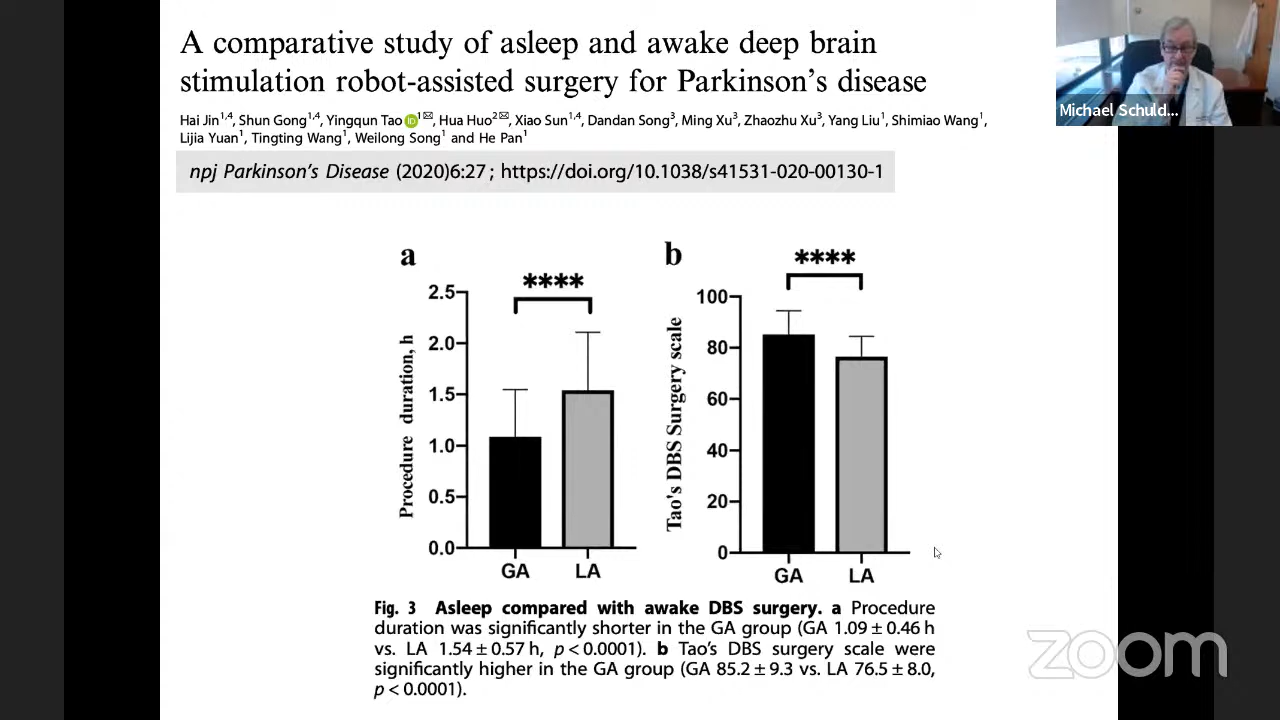 A comparative study of asleep and awake deep brain
stimulation robot-assisted surgery for Parkinson's disease
Hai Jin1,4, Shun Gong1,4, Yingqun Tao iD 1✉, Hua Huo2✉, Xiao Sun1,4, Dandan Song3, Ming Xu3, Zhaozhu Xu3, Yang Liu1, Shimiao Wang1,
Lijia Yuan1, Tingting Wang1, Weilong Song1 and He Pan1
npj Parkinson's Disease (2020)6:27 ; https://doi.org/10.1038/s41531-020-00130-1
Michael Schuld...
a
****
2.5
2.0
1.5
1.0
0.5
0.0
Procedure duration, h
GA
LA
b
****
100
80
60
40
20
0
Tao's DBS Surgery scale
GA
LA
Fig. 3 Asleep compared with awake DBS surgery. a Procedure
duration was significantly shorter in the GA group (GA 1.09 ± 0.46 h
vs. LA 1.54 ± 0.57 h, p < 0.0001). b Tao's DBS surgery scale were
significantly higher in the GA group (GA 85.2 ± 9.3 vs. LA 76.5 ± 8.0,
p < 0.0001).
zoom